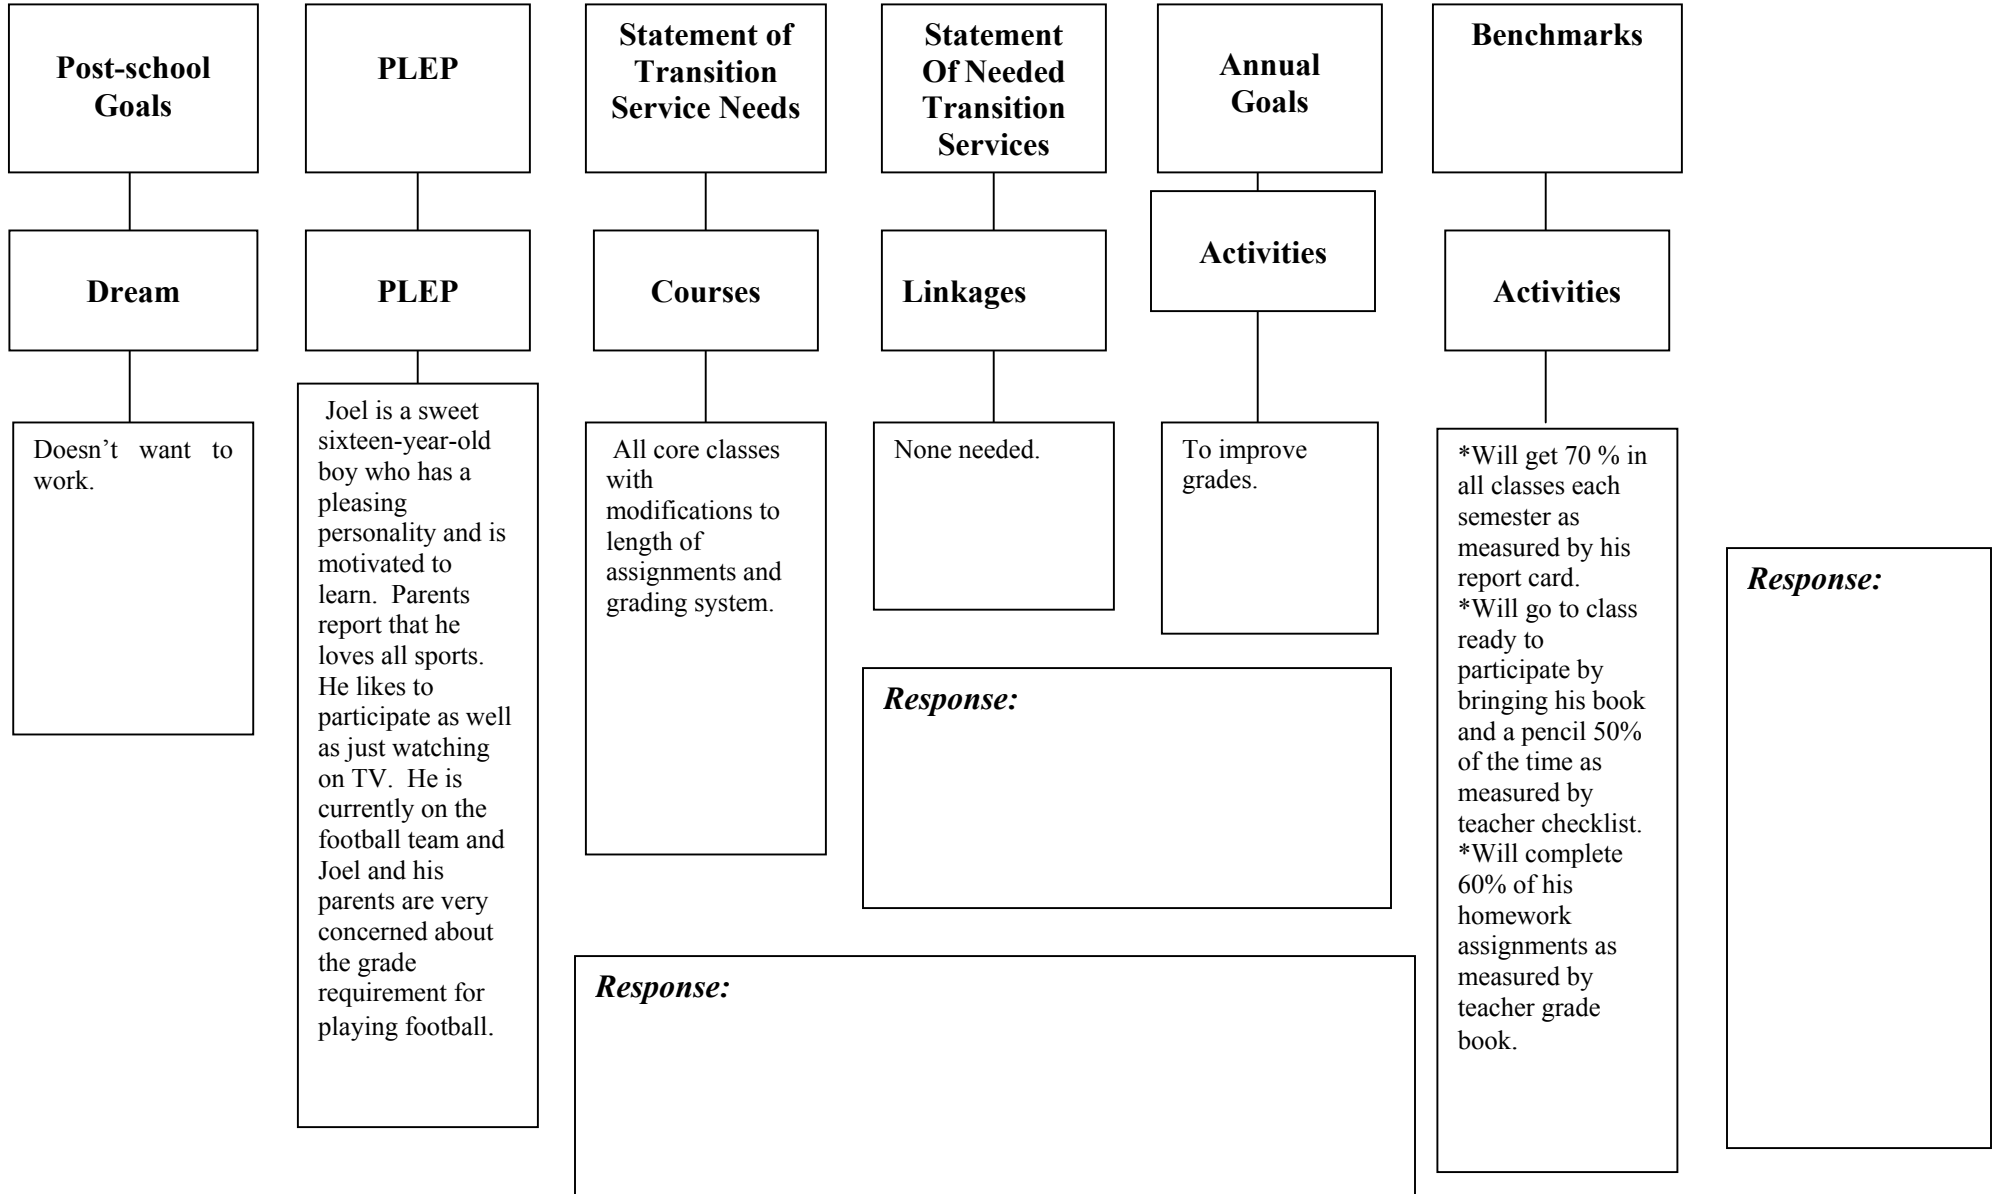 Post-school
Goals
PLEP
Statement of
Transition
Service Needs
Statement
Of Needed
Transition
Services
Annual
Goals
Benchmarks
Dream
PLEP
Courses
Linkages
Activities
Activities
Doesn’t want to
work.
Joel is a sweet
sixteen-year-old
boy who has a
pleasing
personality and is
motivated to
learn. Parents
report that he
loves all sports.
He likes to
participate as well
as just watching
on TV. He is
currently on the
football team and
Joel and his
parents are very
concerned about
the grade
requirement for
playing football.
All core classes
with
modifications to
length of
assignments and
grading system.
None needed.
To improve
grades.
*Will get 70 % in
all classes each
semester as
measured by his
report card.
*Will go to class
ready to
participate by
bringing his book
and a pencil 50%
of the time as
measured by
teacher checklist.
*Will complete
60% of his
homework
assignments as
measured by
teacher grade
book.
Response:
Response:
Response: